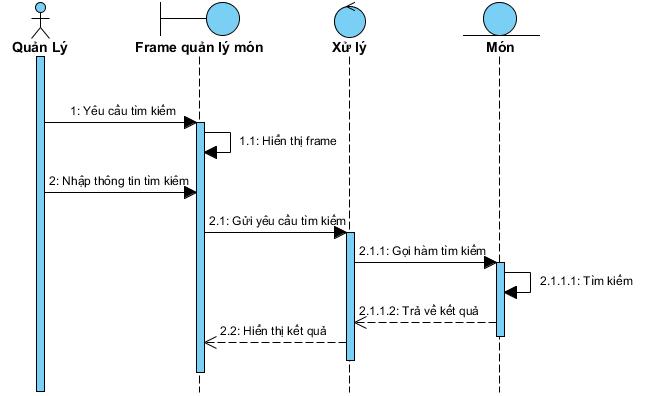 Quản Lý
Frame quản lý món
Xử lý
Món
1: Yêu cầu tìm kiếm
1.1: Hiển thị frame
2: Nhập thông tin tìm kiếm
2.1: Gửi yêu cầu tìm kiếm
2.1.1: Gọi hàm tìm kiếm
2.1.1.1: Tìm kiếm
2.1.1.2: Trả về kết quả
2.2: Hiển thị kết quả